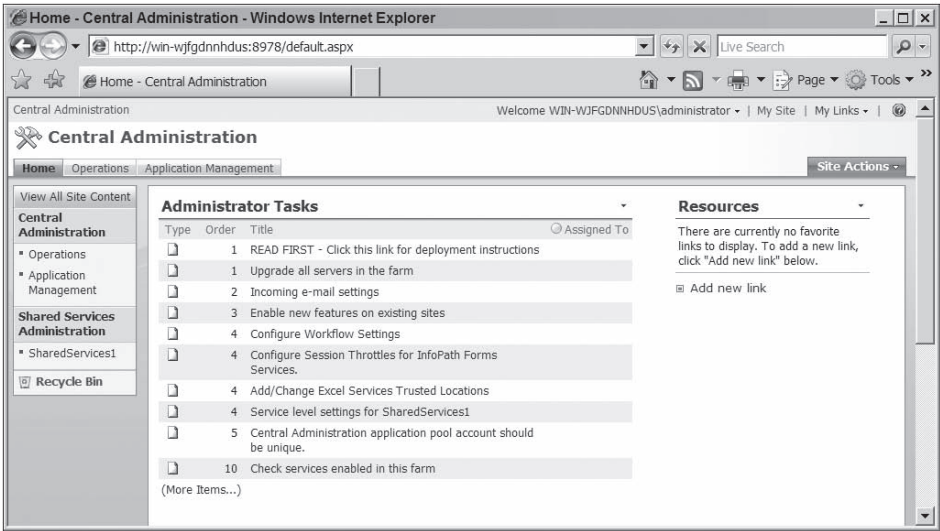 Home - Central Administration - Windows Internet Explorer
http://win-wjfgdnnhdus:8978/default.aspx
Live Search
Home - Central Administration
Page
Tools
Central Administration
Welcome WIN-WJFGDNNHDUS\administrator | My Site | My Links |
Central Administration
Home Operations Application Management
Site Actions
View All Site Content
Central
Administration
Operations
Application
Management
Shared Services
Administration
SharedServices1
Recycle Bin
Administrator Tasks
Type Order Title Assigned To
1 READ FIRST - Click this link for deployment instructions
1 Upgrade all servers in the farm
2 Incoming e-mail settings
3 Enable new features on existing sites
4 Configure Workflow Settings
4 Configure Session Throttles for InfoPath Forms
Services.
4 Add/Change Excel Services Trusted Locations
4 Service level settings for SharedServices1
5 Central Administration application pool account should
be unique.
10 Check services enabled in this farm
(More Items...)
Resources
There are currently no favorite
links to display. To add a new link,
click "Add new link" below.
Add new link